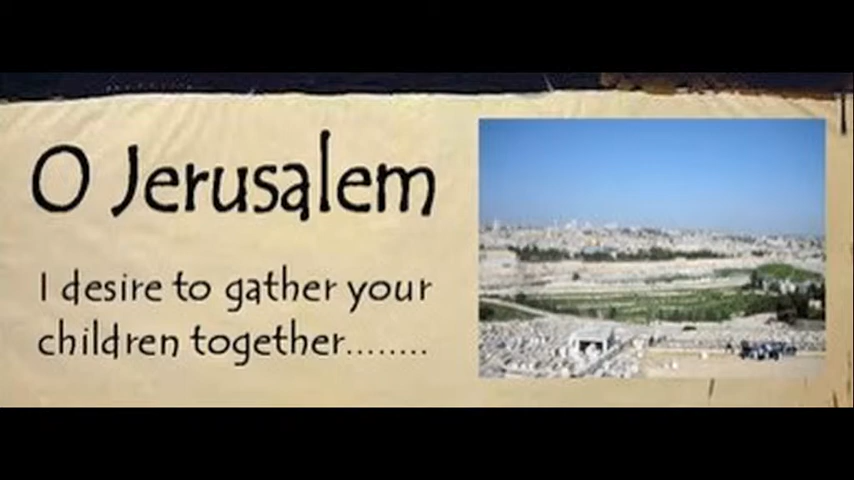 O Jerusalem
I desire to gather your
children together........